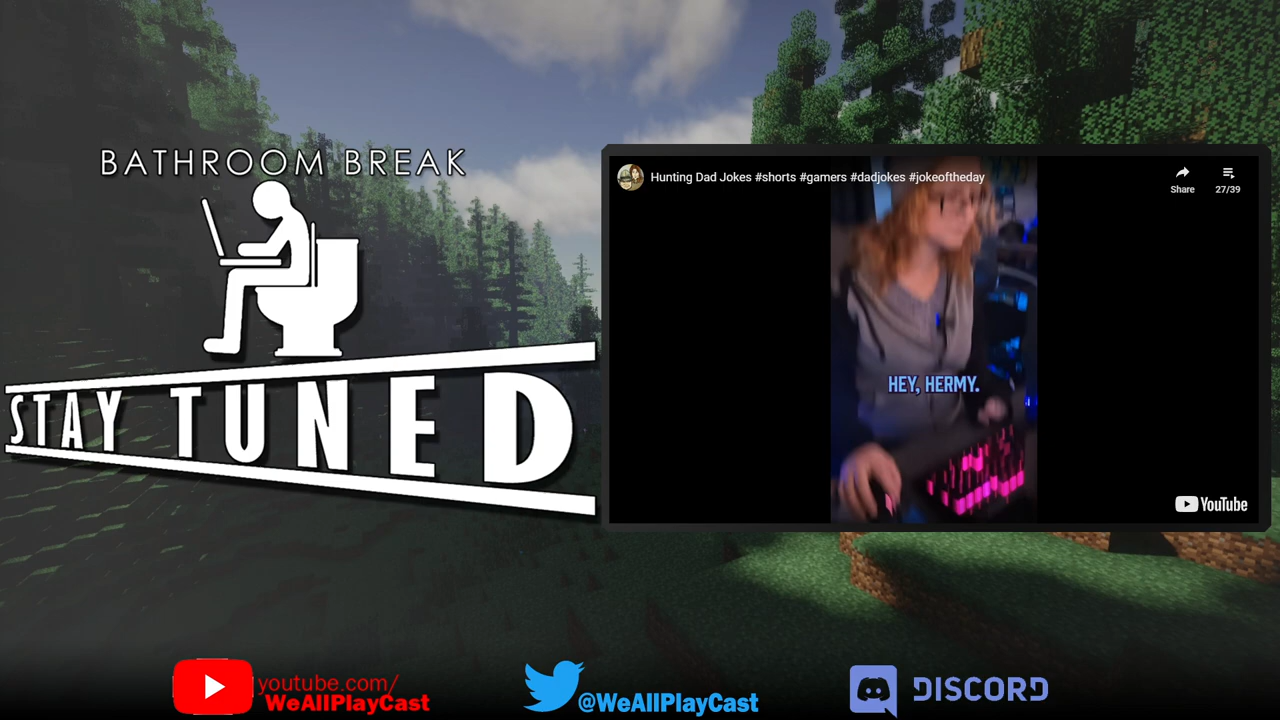 BATHROOM BREAK
STAY TUNED
Hunting Dad Jokes #shorts #gamers #dadjokes #jokeoftheday
Share
27/39
HEY, HERMY.
YouTube
youtube.com/
WeAllPlayCast
@WeAllPlayCast
DISCORD